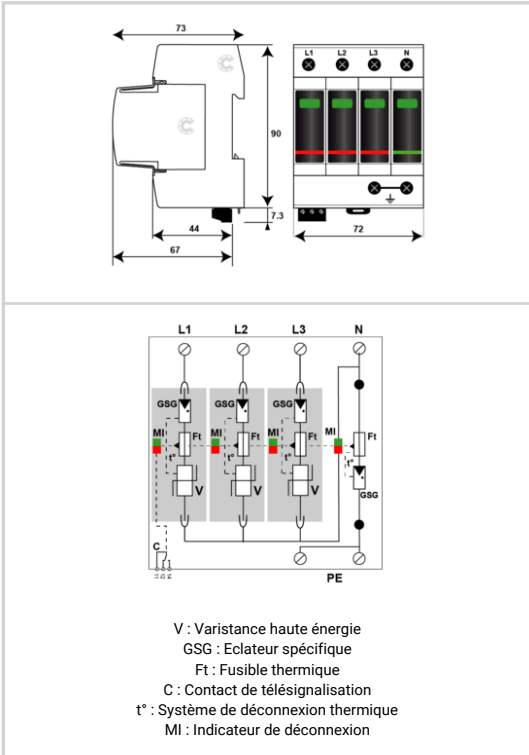 73
L1 L2 L3 N
90
7.3
44
72
67
L1 L2 L3 N
GSG GSG GSG
MI Ft MI Ft MI Ft MI Ft
t° t° t° t°
V V V GSG
C
PE
V : Varistance haute énergie
GSG : Eclateur spécifique
Ft : Fusible thermique
C : Contact de télésignalisation
t° : Système de déconnexion thermique
MI : Indicateur de déconnexion